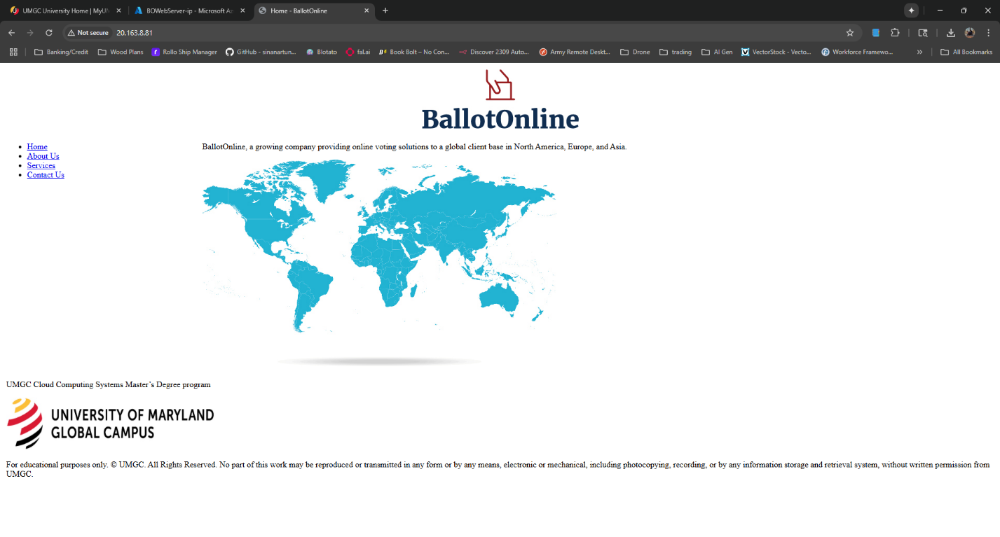 UMGC University Home | MyUM
BOWebServer-ip - Microsoft Az
Home - BallotOnline
Not secure
20.163.8.81
Banking/Credit
Wood Plans
Rollo Ship Manager
GitHub - sinanartun...
Blotato
fal.ai
Book Bolt – No Con...
Discover 2309 Auto...
Army Remote Deskt...
Drone
trading
AI Gen
VectorStock - Vecto...
Workforce Framewo...
All Bookmarks
BallotOnline
Home
About Us
Services
Contact Us
BallotOnline, a growing company providing online voting solutions to a global client base in North America, Europe, and Asia.
UMGC Cloud Computing Systems Master’s Degree program
UNIVERSITY OF MARYLAND
GLOBAL CAMPUS
For educational purposes only. © UMGC. All Rights Reserved. No part of this work may be reproduced or transmitted in any form or by any means, electronic or mechanical, including photocopying, recording, or by any information storage and retrieval system, without written permission from
UMGC.